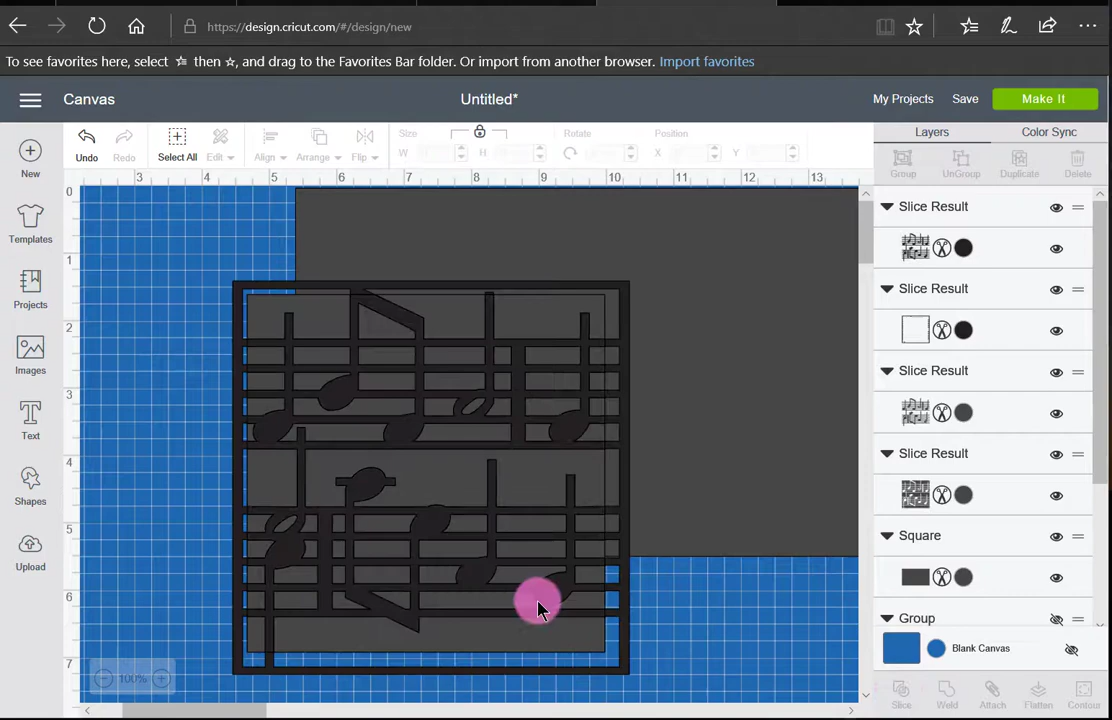 https://design.cricut.com/#/design/new
To see favorites here, select then , and drag to the Favorites Bar folder. Or import from another browser. Import favorites
Canvas
Untitled*
My Projects
Save
Make It
New
Templates
Projects
Images
Text
Shapes
Upload
Undo
Redo
Select All
Edit
Align
Arrange
Flip
Size
W
H
Rotate
Position
X
Y
3 4 5 6 7 8 9 10 11 12 13
0
1
2
3
4
5
6
7
100%
Layers
Color Sync
Group
UnGroup
Duplicate
Delete
Slice Result
Slice Result
Slice Result
Slice Result
Square
Group
Blank Canvas
Slice
Weld
Attach
Flatten
Contour